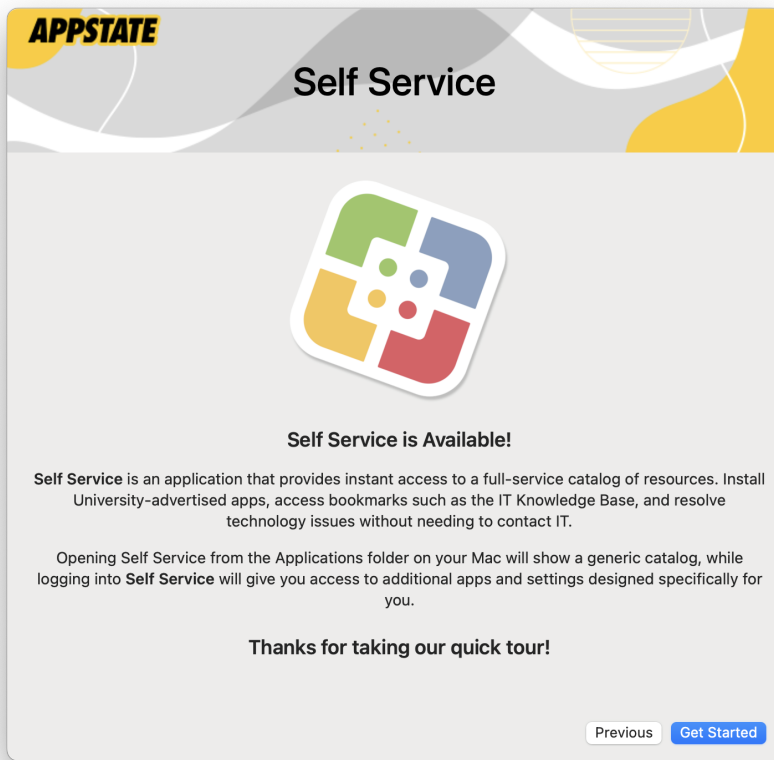 APPSTATE
Self Service
Self Service is Available!
Self Service is an application that provides instant access to a full-service catalog of resources. Install
University-advertised apps, access bookmarks such as the IT Knowledge Base, and resolve
technology issues without needing to contact IT.
Opening Self Service from the Applications folder on your Mac will show a generic catalog, while
logging into Self Service will give you access to additional apps and settings designed specifically for
you.
Thanks for taking our quick tour!
Previous
Get Started